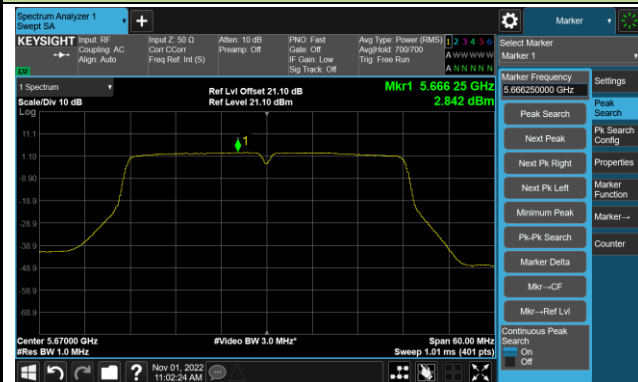 Spectrum Analyzer 1
Swept SA
+
Marker
KEYSIGHT
Input: RF
Coupling: AC
Align: Auto
Input Z: 50 Ω
Corr CCorr
Freq Ref: Int (S)
Atten: 10 dB
Preamp: Off
PNO: Fast
Gate: Off
IF Gain: Low
Sig Track: Off
Avg Type: Power (RMS)
Avg|Hold: 700/700
Trig: Free Run
1 2 3 4 5 6
A W W W W W
A N N N N N
LXI
Select Marker
Marker 1
1 Spectrum
Scale/Div 10 dB
Log
Ref Lvl Offset 21.10 dB
Ref Level 21.10 dBm
Mkr1 5.666 25 GHz
2.842 dBm
11.1
1.10
-8.90
-18.9
-28.9
-38.9
-48.9
-58.9
-68.9
1
Center 5.67000 GHz
#Res BW 1.0 MHz
#Video BW 3.0 MHz*
Span 60.00 MHz
Sweep 1.01 ms (401 pts)
Marker Frequency
5.666250000 GHz
Peak Search
Next Peak
Next Pk Right
Next Pk Left
Minimum Peak
Pk-Pk Search
Marker Delta
Mkr→CF
Mkr→Ref Lvl
Continuous Peak
Search
On
Off
Settings
Peak
Search
Pk Search
Config
Properties
Marker
Function
Marker→
Counter
?
Nov 01, 2022
11:02:24 AM